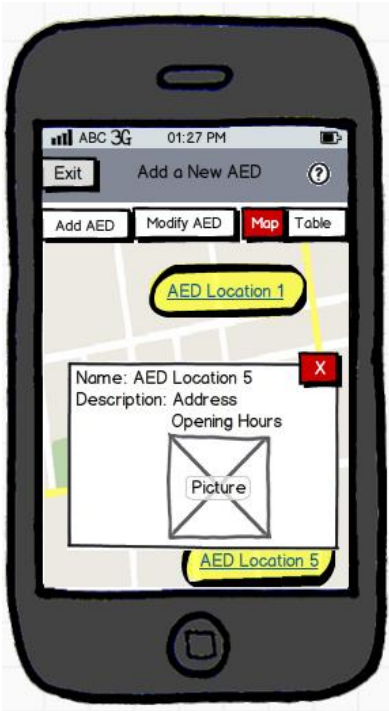 ABC 3G 01:27 PM
Exit Add a New AED ?
Add AED Modify AED Map Table
AED Location 1
X
Name: AED Location 5
Description: Address
Opening Hours
Picture
AED Location 5